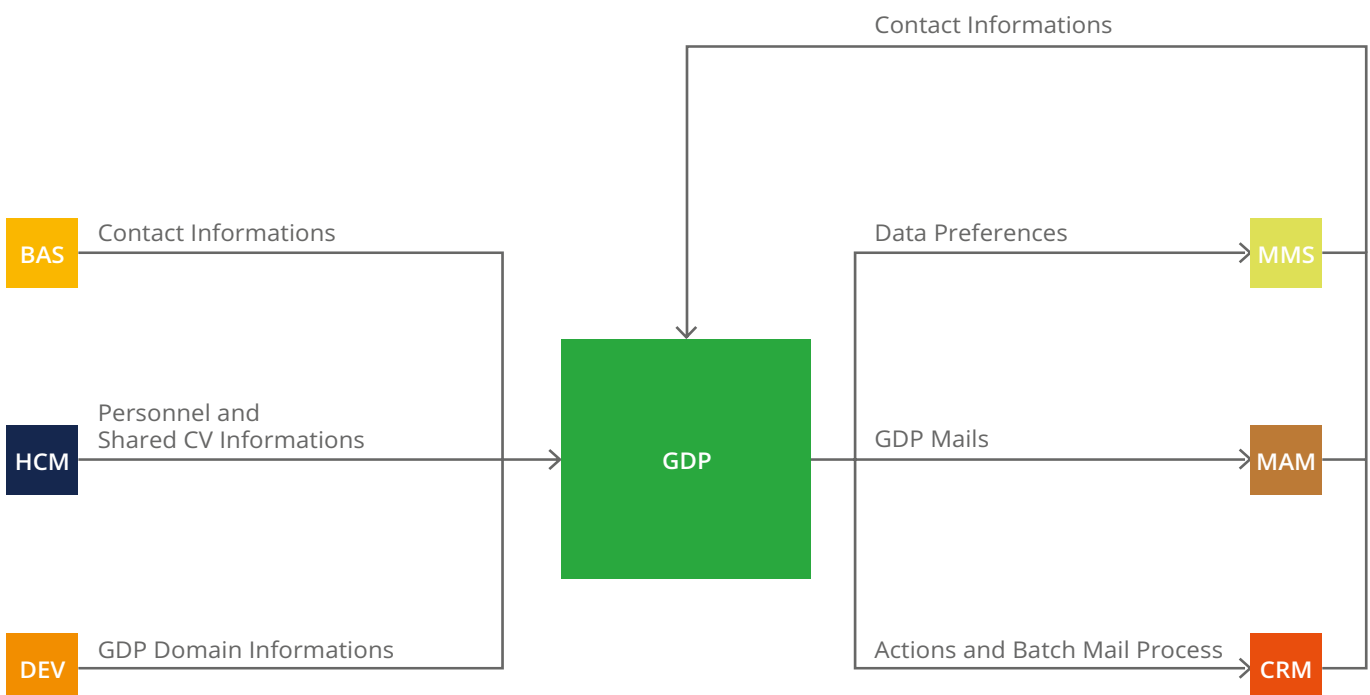 Contact Informations
BAS
Contact Informations
Data Preferences
MMS
Personnel and
Shared CV Informations
HCM
GDP
GDP Mails
MAM
DEV
GDP Domain Informations
Actions and Batch Mail Process
CRM